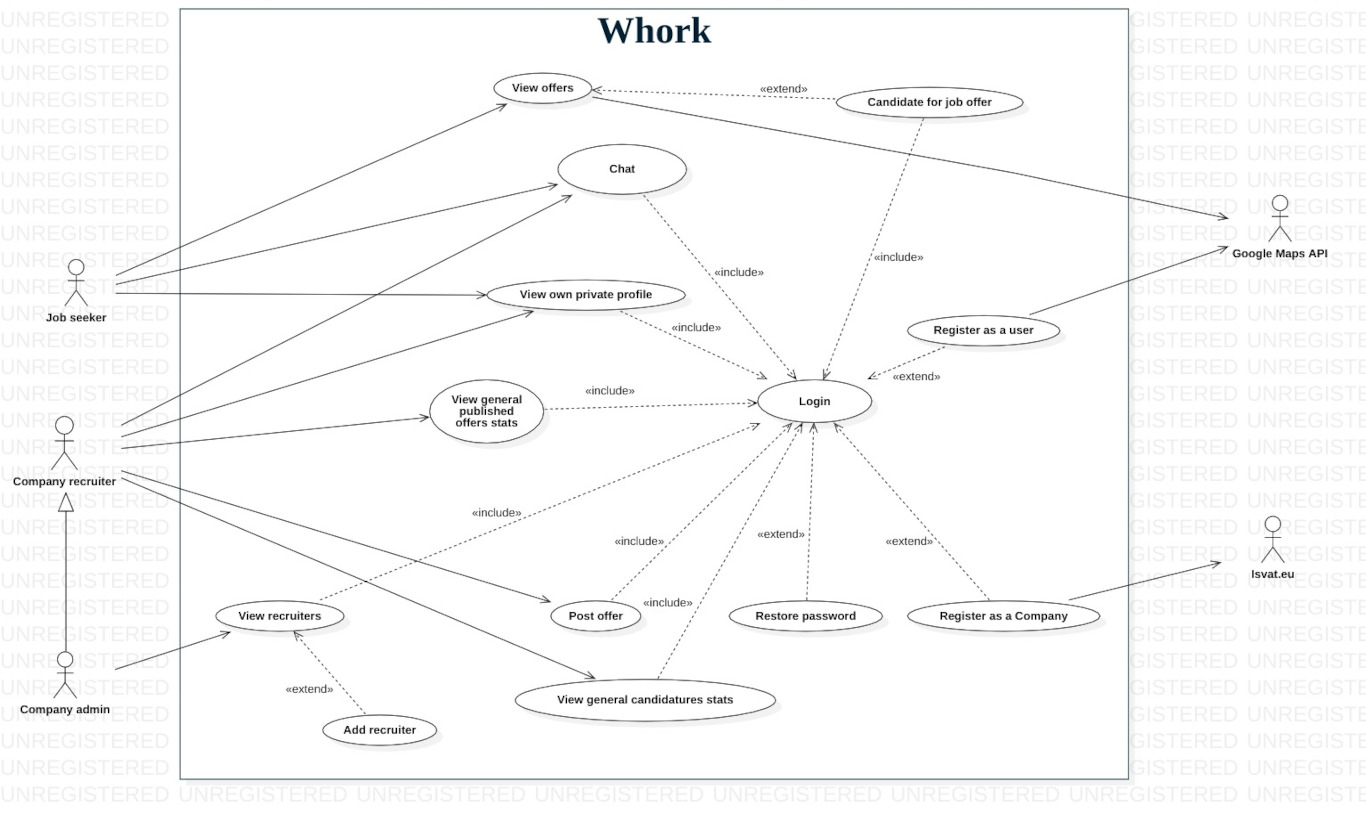 Whork
View offers
«extend»
Candidate for job offer
Chat
Google Maps API
«include»
«include»
Job seeker
View own private profile
«include»
Register as a user
«extend»
View general
published
offers stats
«include»
Login
Company recruiter
«include»
«include»
«extend»
«extend»
lsvat.eu
View recruiters
Post offer
«include»
Restore password
Register as a Company
«extend»
Company admin
View general candidatures stats
Add recruiter
UNREGISTERED UNREGISTERED UNREGISTERED UNREGISTERED UNREGISTERED UNREGISTERED UNREGISTERED UNREGISTERED